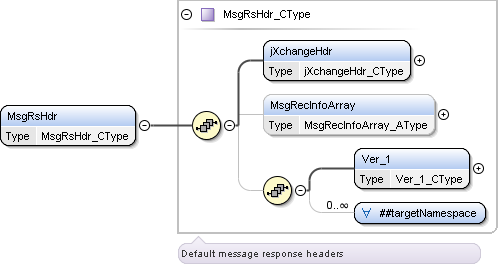 MsgRsHdr_CType
jXchangeHdr
Type jXchangeHdr_CType
MsgRsHdr
Type MsgRsHdr_CType
MsgRecInfoArray
Type MsgRecInfoArray_AType
Ver_1
Type Ver_1_CType
0..∞
∀ ##targetNamespace
Default message response headers